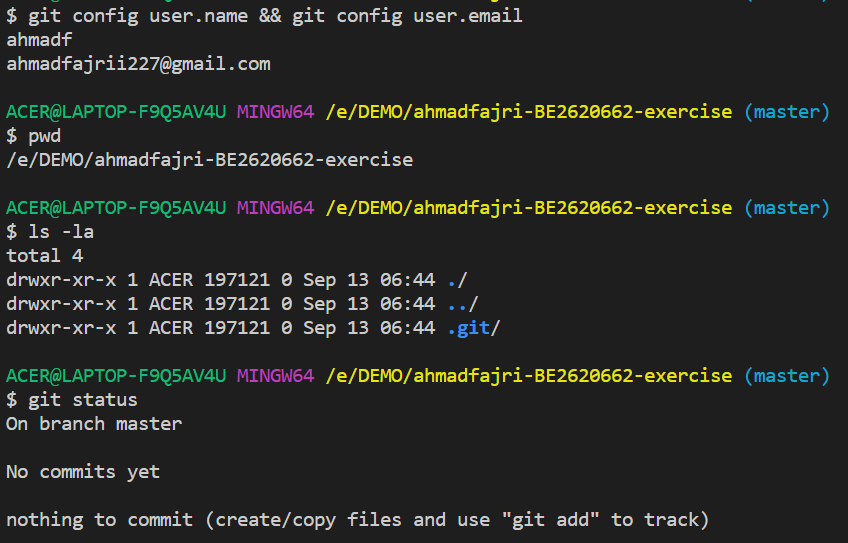 $ git config user.name && git config user.email
ahmadf
ahmadfajrii227@gmail.com
ACER@LAPTOP-F9Q5AV4U MINGW64 /e/DEMO/ahmadfajri-BE2620662-exercise (master)
$ pwd
/e/DEMO/ahmadfajri-BE2620662-exercise
ACER@LAPTOP-F9Q5AV4U MINGW64 /e/DEMO/ahmadfajri-BE2620662-exercise (master)
$ ls -la
total 4
drwxr-xr-x 1 ACER 197121 0 Sep 13 06:44 ./
drwxr-xr-x 1 ACER 197121 0 Sep 13 06:44 ../
drwxr-xr-x 1 ACER 197121 0 Sep 13 06:44 .git/
ACER@LAPTOP-F9Q5AV4U MINGW64 /e/DEMO/ahmadfajri-BE2620662-exercise (master)
$ git status
On branch master
No commits yet
nothing to commit (create/copy files and use "git add" to track)